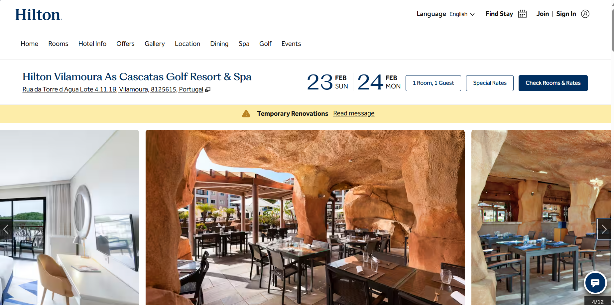 Hilton
Language English Find Stay Join | Sign In
Home Rooms Hotel Info Offers Gallery Location Dining Spa Golf Events
Hilton Vilamoura As Cascatas Golf Resort & Spa
Rua da Torre d Agua Lote 4.11.1B, Vilamoura, 8125615, Portugal
23 FEB SUN 24 FEB MON
1 Room, 1 Guest Special Rates Check Rooms & Rates
Temporary Renovations Read message